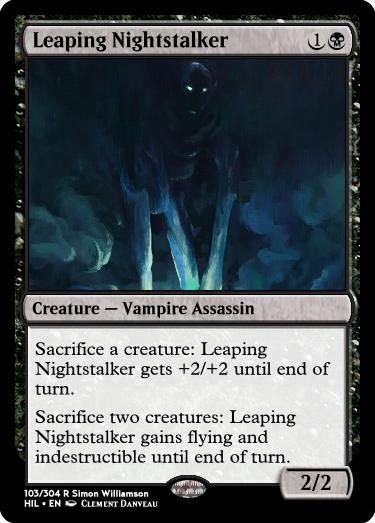 Leaping Nightstalker 1
Creature — Vampire Assassin
Sacrifice a creature: Leaping
Nightstalker gets +2/+2 until end of
turn.
Sacrifice two creatures: Leaping
Nightstalker gains flying and
indestructible until end of turn.
2/2
103/304 R Simon Williamson
HIL • EN Clement Danveau